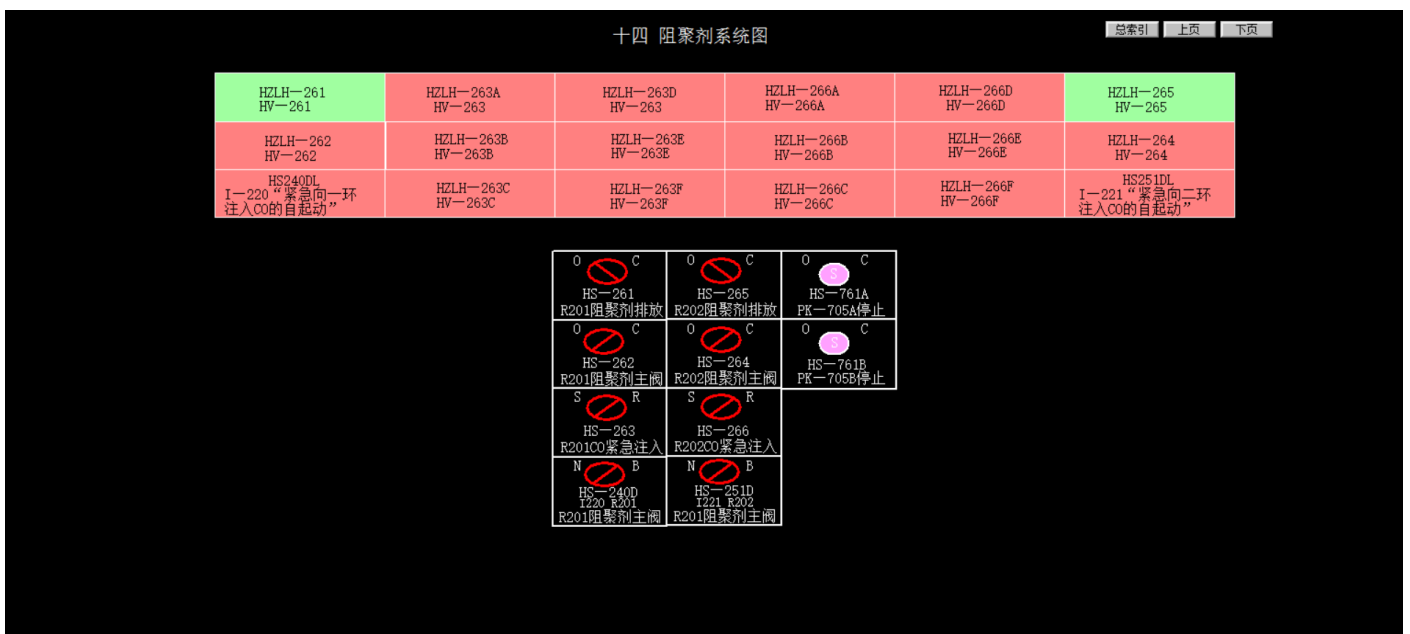 十四 阻聚剂系统图
总索引 上页 下页
HZLH—261
HV—261
HZLH—263A
HV—263
HZLH—263D
HV—263
HZLH—266A
HV—266A
HZLH—266D
HV—266D
HZLH—265
HV—265
HZLH—262
HV—262
HZLH—263B
HV—263B
HZLH—263E
HV—263E
HZLH—266B
HV—266B
HZLH—266E
HV—266E
HZLH—264
HV—264
HS240DL
I—220“紧急向一环
注入CO的自起动”
HZLH—263C
HV—263C
HZLH—263F
HV—263F
HZLH—266C
HV—266C
HZLH—266F
HV—266F
HS251DL
I—221“紧急向二环
注入CO的自起动”
O C
HS—261
R201阻聚剂排放
O C
HS—265
R202阻聚剂排放
O C
S
HS—761A
PK—705A停止
O C
HS—262
R201阻聚剂主阀
O C
HS—264
R202阻聚剂主阀
O C
S
HS—761B
PK—705B停止
S R
HS—263
R201CO紧急注入
S R
HS—266
R202CO紧急注入
N B
HS—240D
I220 R201
R201阻聚剂主阀
N B
HS—251D
I221 R202
R201阻聚剂主阀